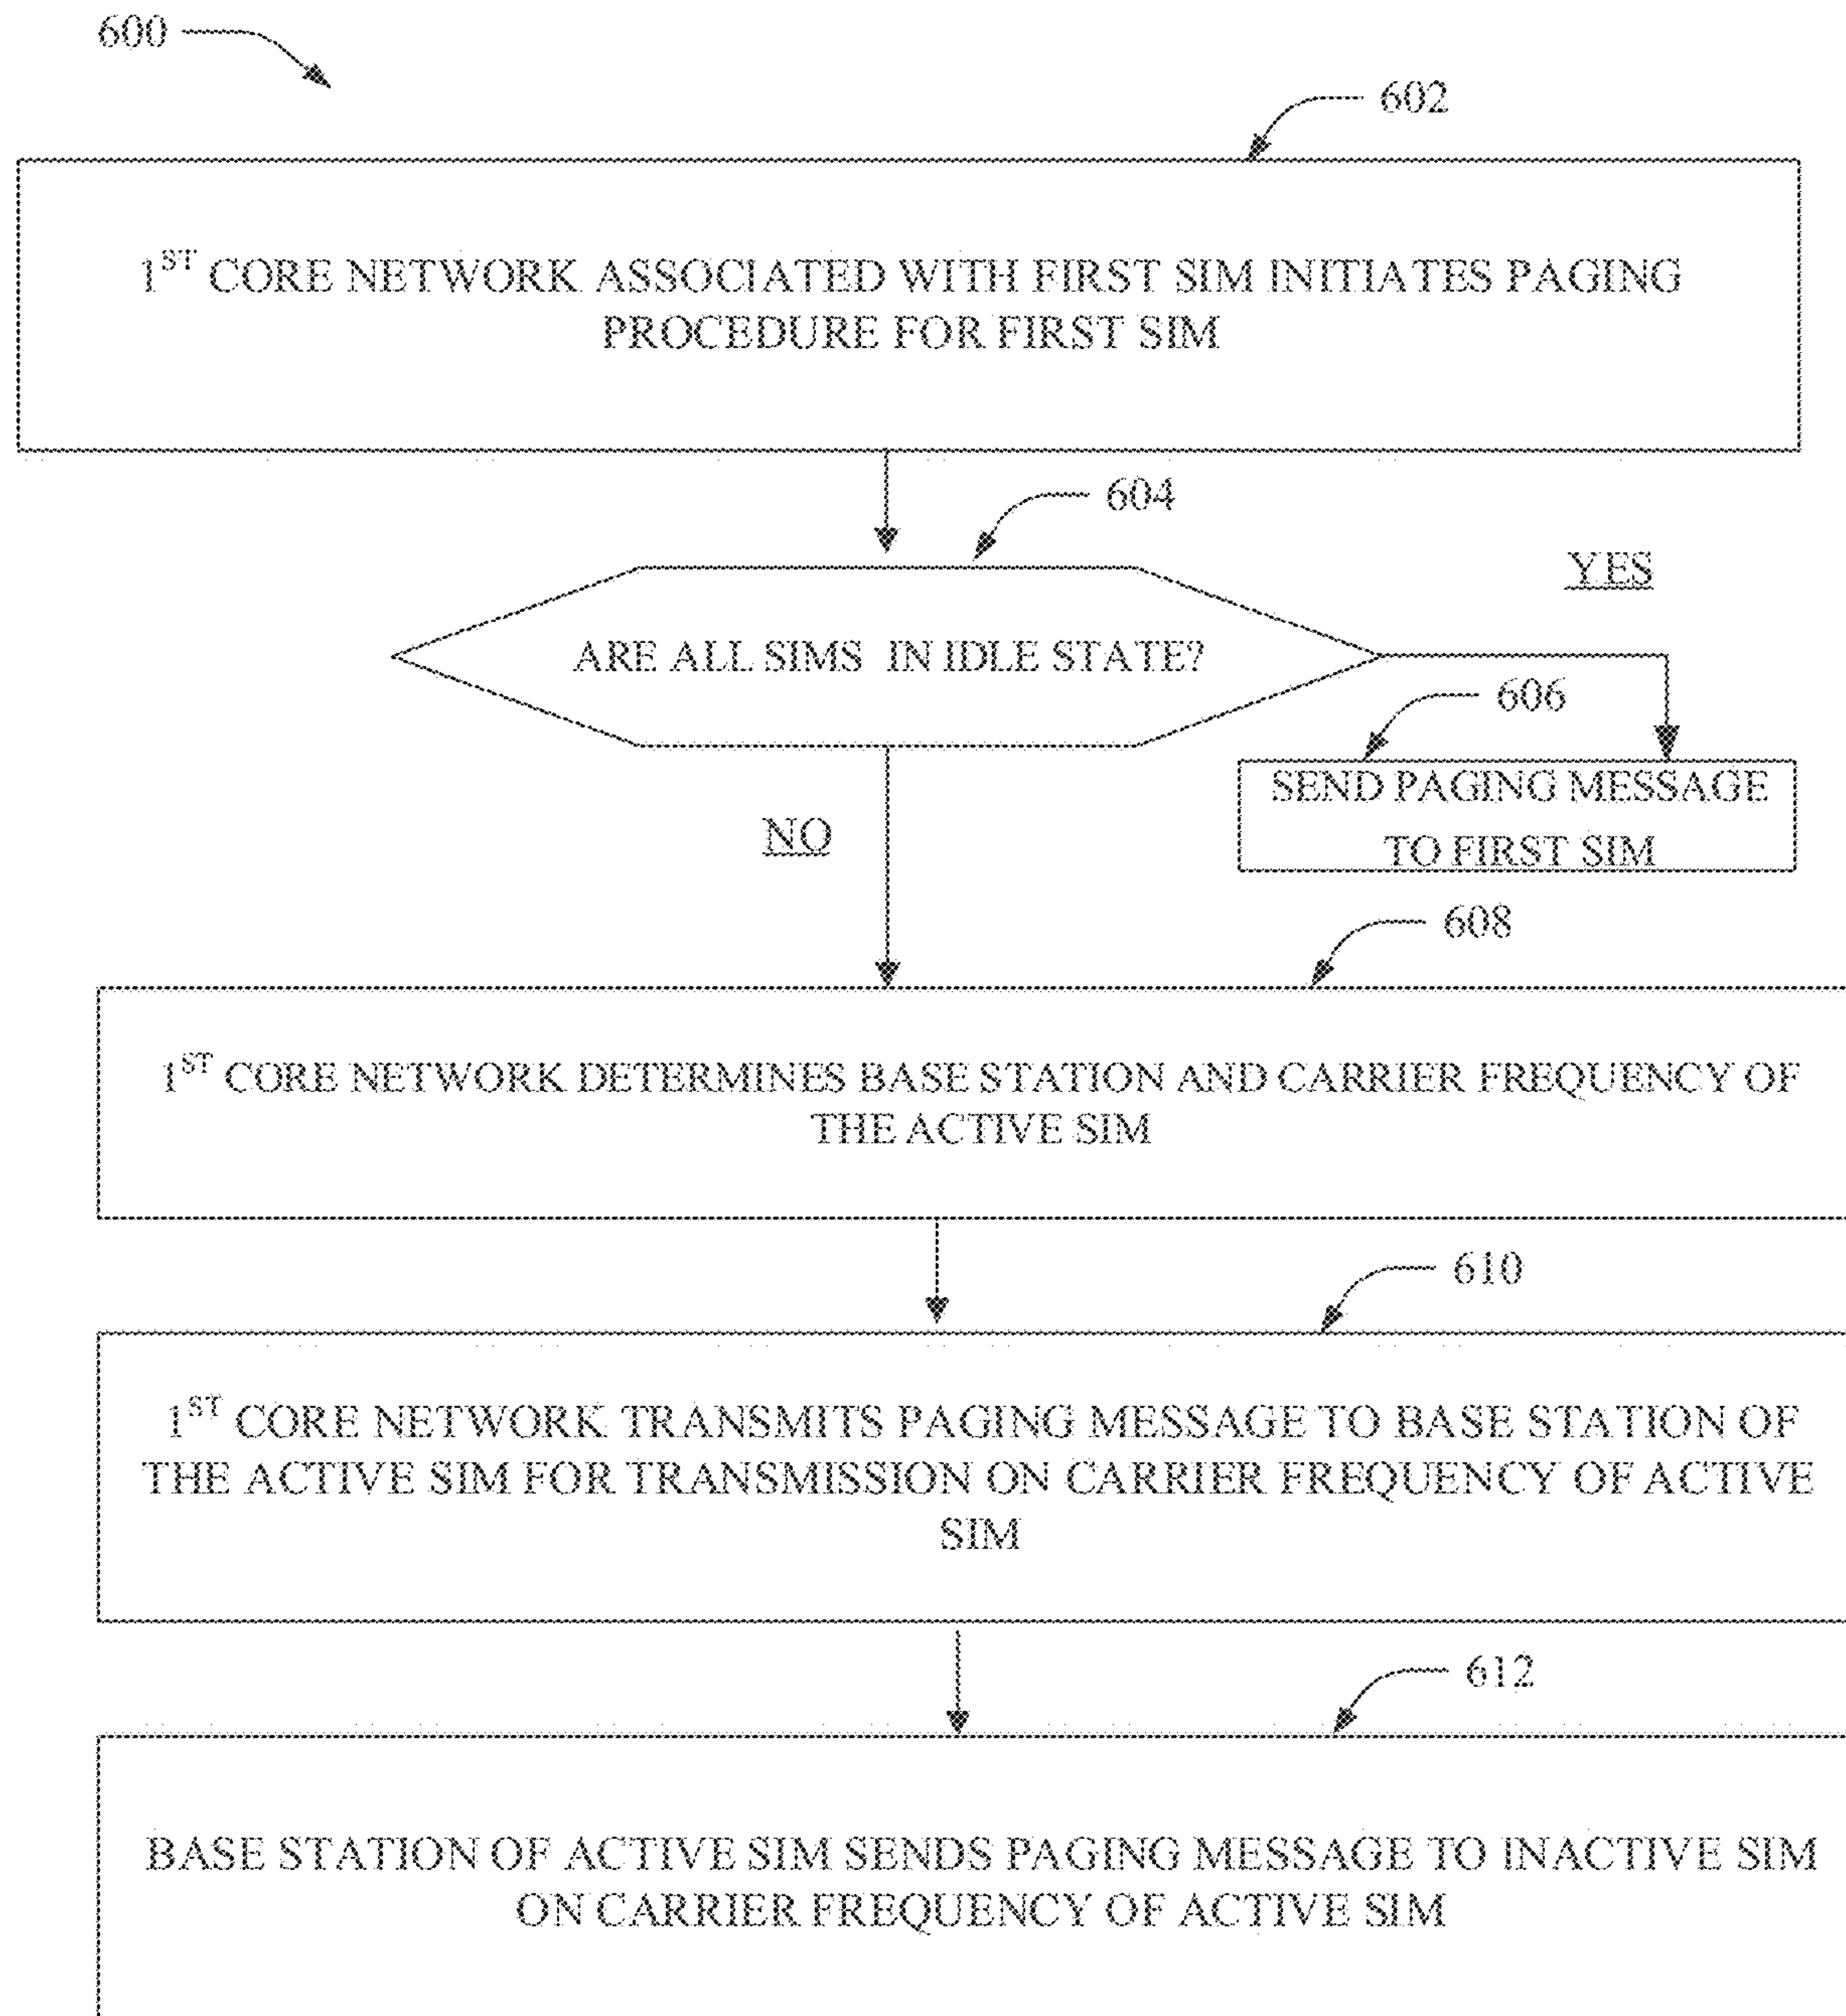 600
602
1ST CORE NETWORK ASSOCIATED WITH FIRST SIM INITIATES PAGING
PROCEDURE FOR FIRST SIM
604
YES
ARE ALL SIMS IN IDLE STATE?
606
SEND PAGING MESSAGE
TO FIRST SIM
NO
608
1ST CORE NETWORK DETERMINES BASE STATION AND CARRIER FREQUENCY OF
THE ACTIVE SIM
610
1ST CORE NETWORK TRANSMITS PAGING MESSAGE TO BASE STATION OF
THE ACTIVE SIM FOR TRANSMISSION ON CARRIER FREQUENCY OF ACTIVE
SIM
612
BASE STATION OF ACTIVE SIM SENDS PAGING MESSAGE TO INACTIVE SIM
ON CARRIER FREQUENCY OF ACTIVE SIM